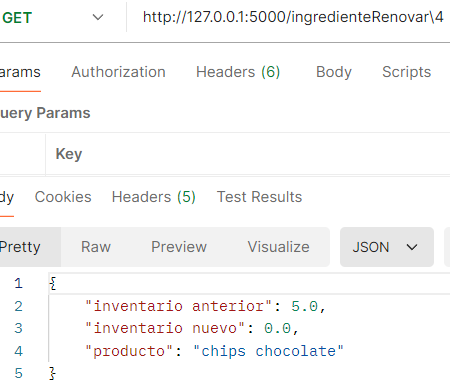 GET http://127.0.0.1:5000/ingredienteRenovar\4
arams Authorization Headers (6) Body Scripts
uery Params
Key
dy Cookies Headers (5) Test Results
Pretty Raw Preview Visualize JSON
1 {
2 "inventario anterior": 5.0,
3 "inventario nuevo": 0.0,
4 "producto": "chips chocolate"
5 }